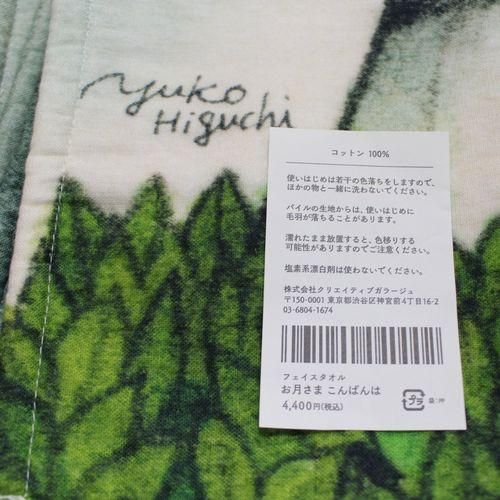 Yuko
Higuchi
コットン 100%
使いはじめは若干の色落ちをしますので、
ほかの物と一緒に洗わないでください。
パイルの生地からは、使いはじめに
毛羽が落ちることがあります。
濡れたまま放置すると、色移りする
可能性がありますのでご注意ください。
塩素系漂白剤は使わないでください。
株式会社クリエイティブガラージュ
〒150-0001 東京都渋谷区神宮前4丁目16-2
03-6804-1674
フェイスタオル
お月さま こんばんは
4,400円(税込)
プラ
袋:PP